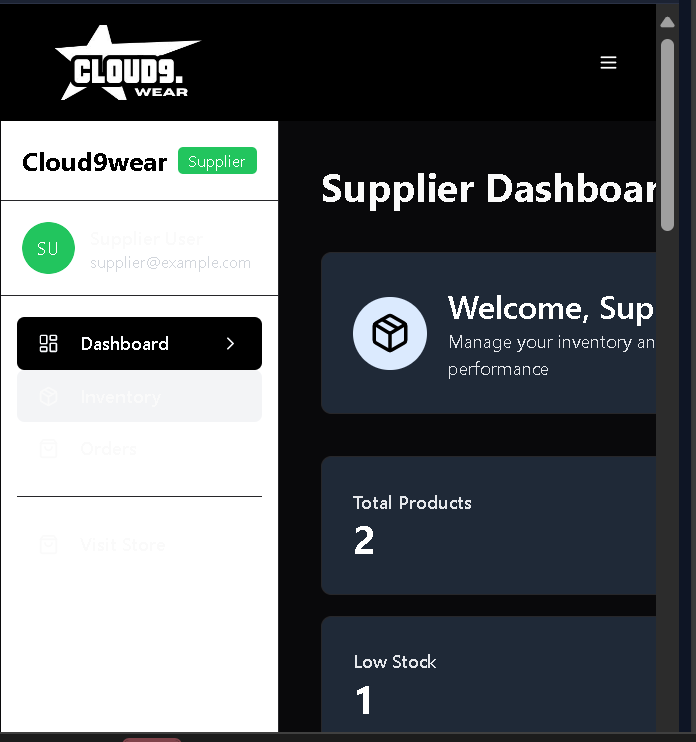 CLOUD9.
WEAR
Cloud9wear
Supplier
SU
Supplier User
supplier@example.com
Dashboard
Inventory
Orders
Visit Store
Supplier Dashboar
Welcome, Sup
Manage your inventory an
performance
Total Products
2
Low Stock
1